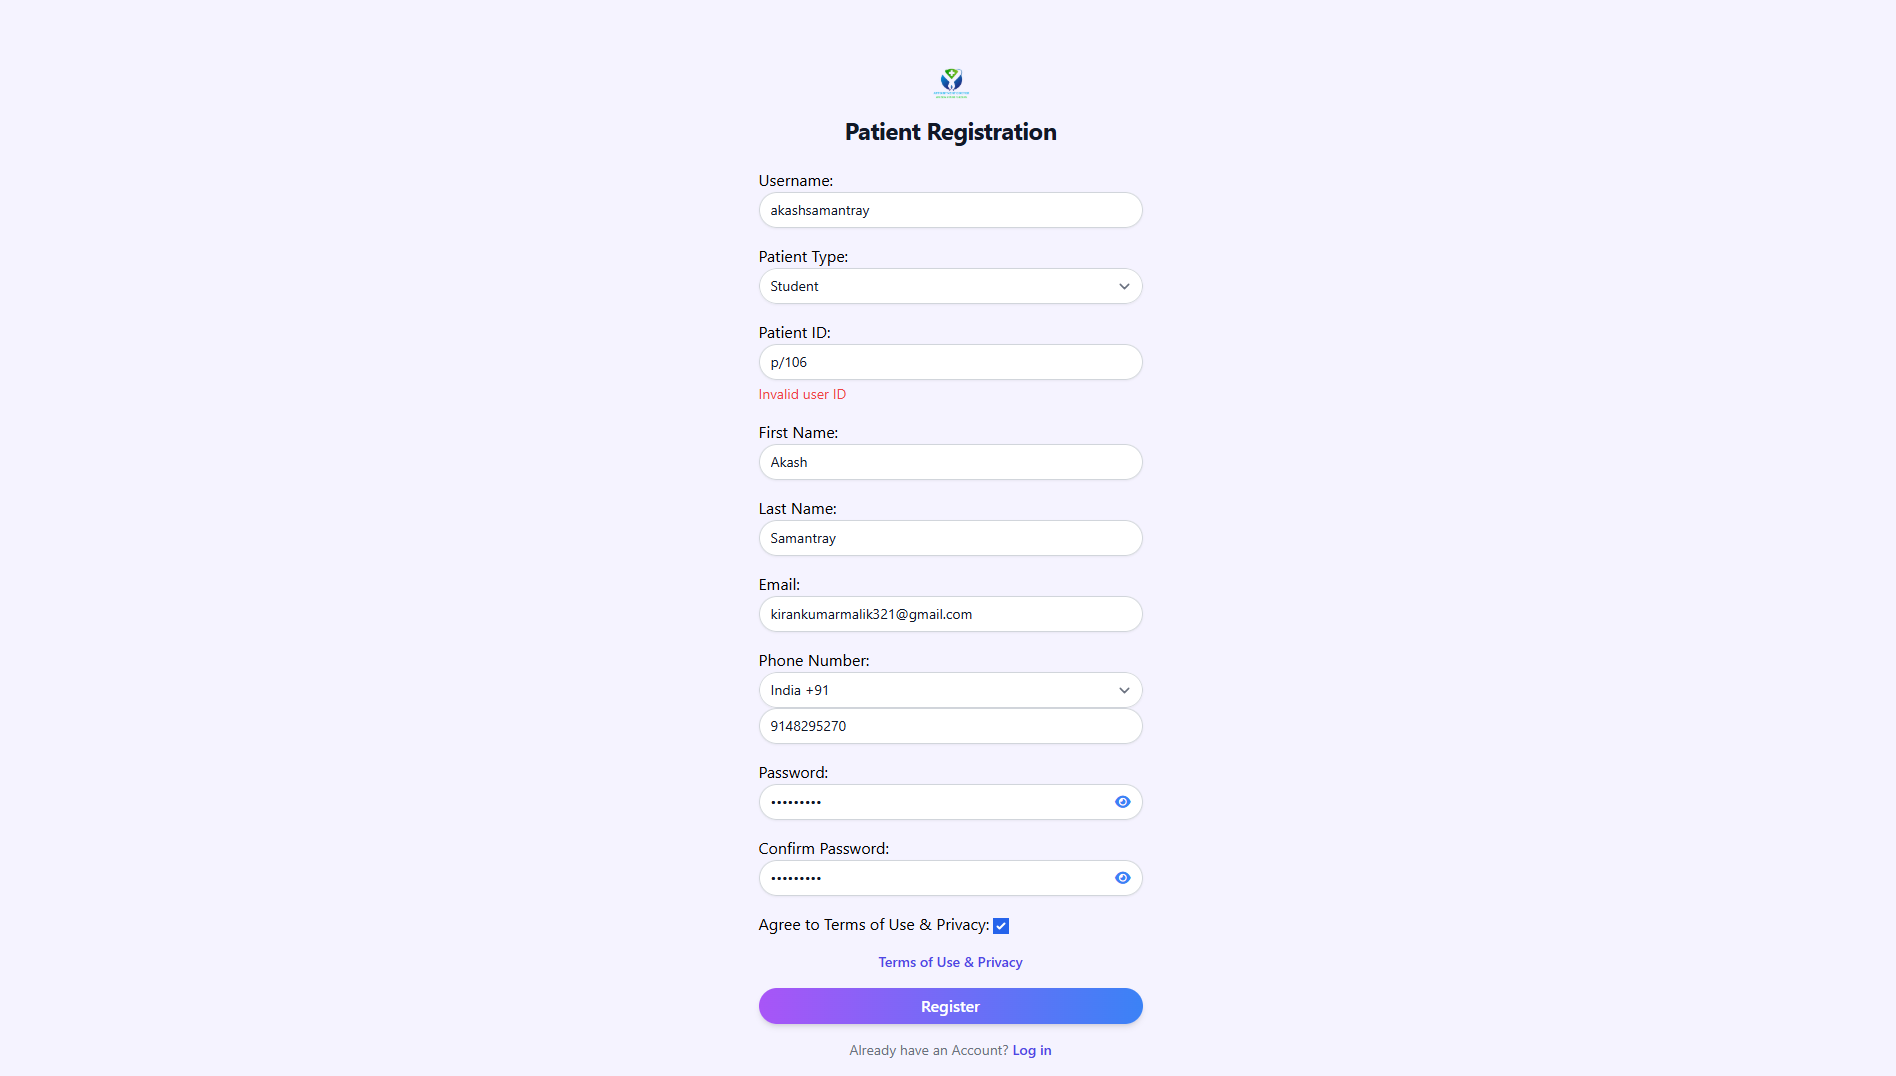 Patient Registration
Username:
akashsamantray
Patient Type:
Student
Patient ID:
p/106
Invalid user ID
First Name:
Akash
Last Name:
Samantray
Email:
kirankumarmalik321@gmail.com
Phone Number:
India +91
9148295270
Password:
•••••••••
Confirm Password:
•••••••••
Agree to Terms of Use & Privacy:
Terms of Use & Privacy
Register
Already have an Account? Log in